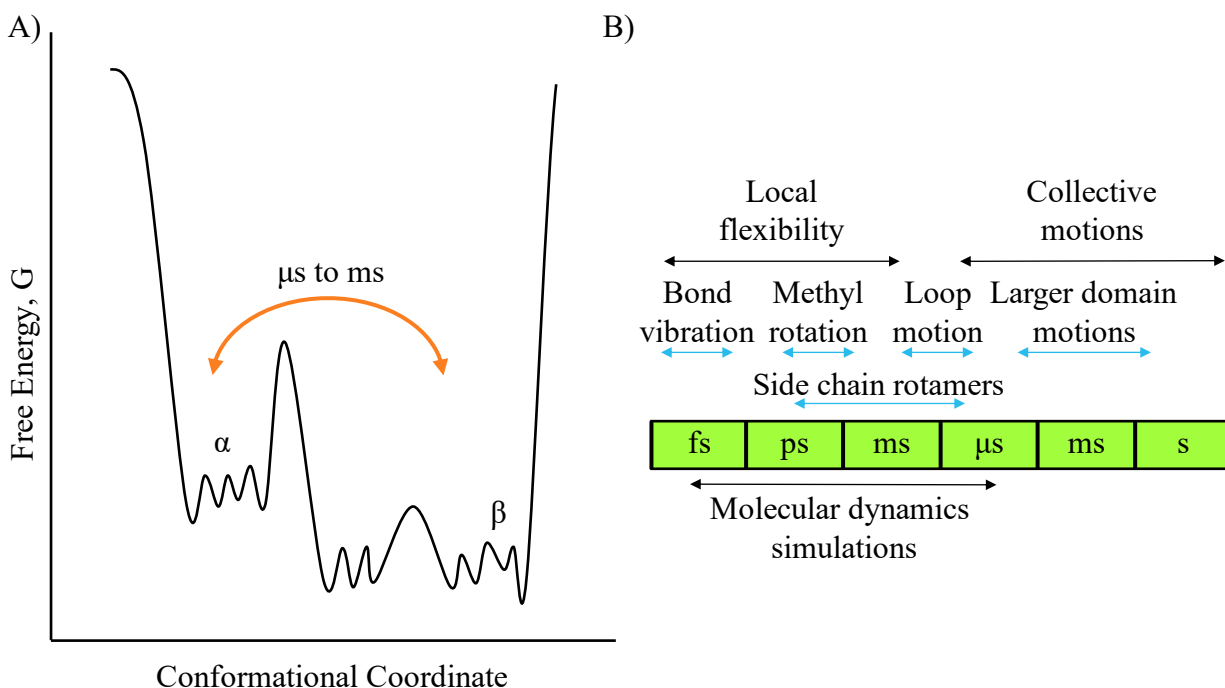 A)
Free Energy, G
μs to ms
α
β
Conformational Coordinate
B)
Local
flexibility
Collective
motions
Bond
vibration
Methyl
rotation
Loop
motion
Larger domain
motions
Side chain rotamers
fs ps ms μs ms s
Molecular dynamics
simulations